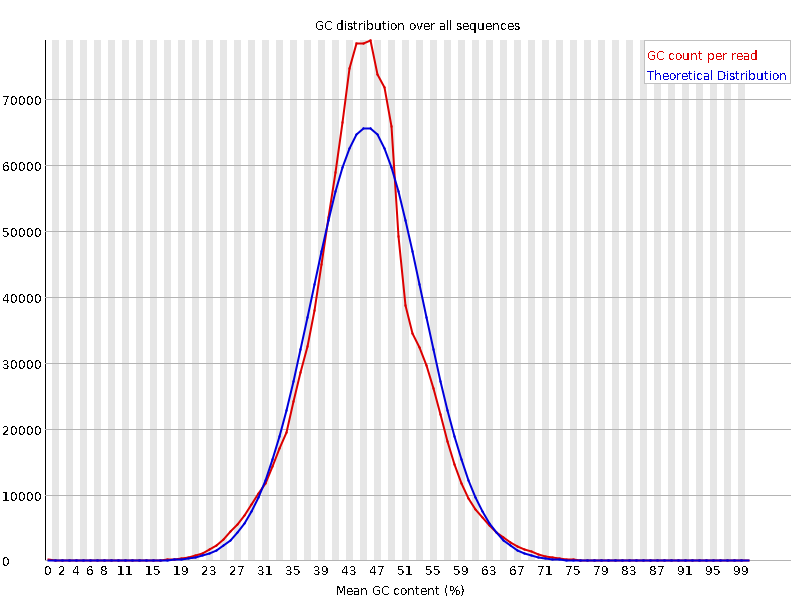 GC distribution over all sequences
GC count per read
Theoretical Distribution
70000
60000
50000
40000
30000
20000
10000
0
0 2 4 6 8 11 15 19 23 27 31 35 39 43 47 51 55 59 63 67 71 75 79 83 87 91 95 99
Mean GC content (%)